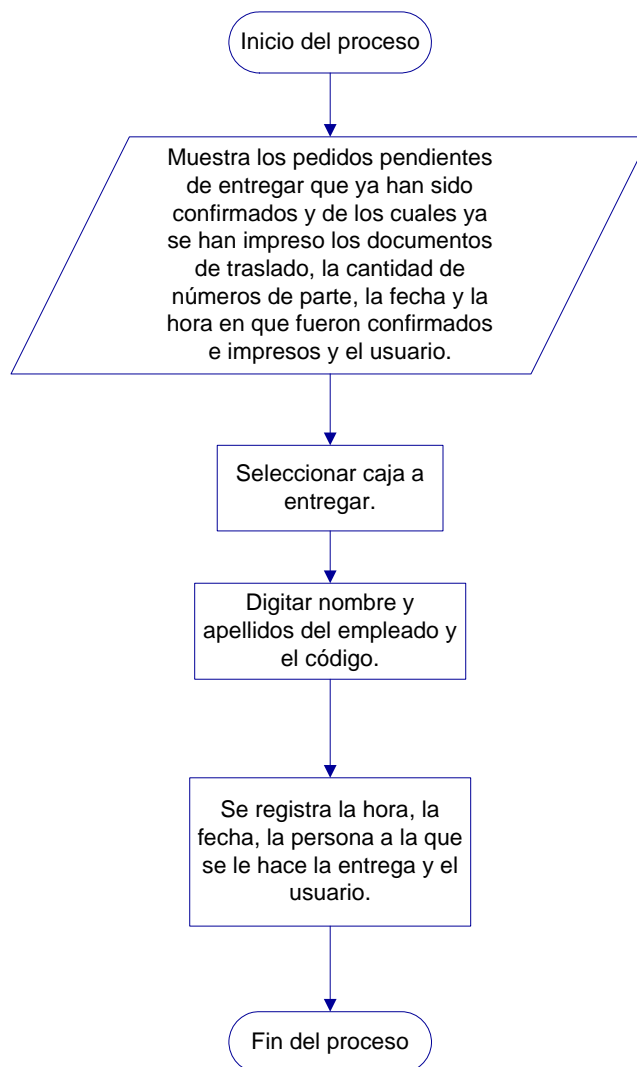 Inicio del proceso
Muestra los pedidos pendientes
de entregar que ya han sido
confirmados y de los cuales ya
se han impreso los documentos
de traslado, la cantidad de
números de parte, la fecha y la
hora en que fueron confirmados
e impresos y el usuario.
Seleccionar caja a
entregar.
Digitar nombre y
apellidos del empleado y
el código.
Se registra la hora, la
fecha, la persona a la que
se le hace la entrega y el
usuario.
Fin del proceso